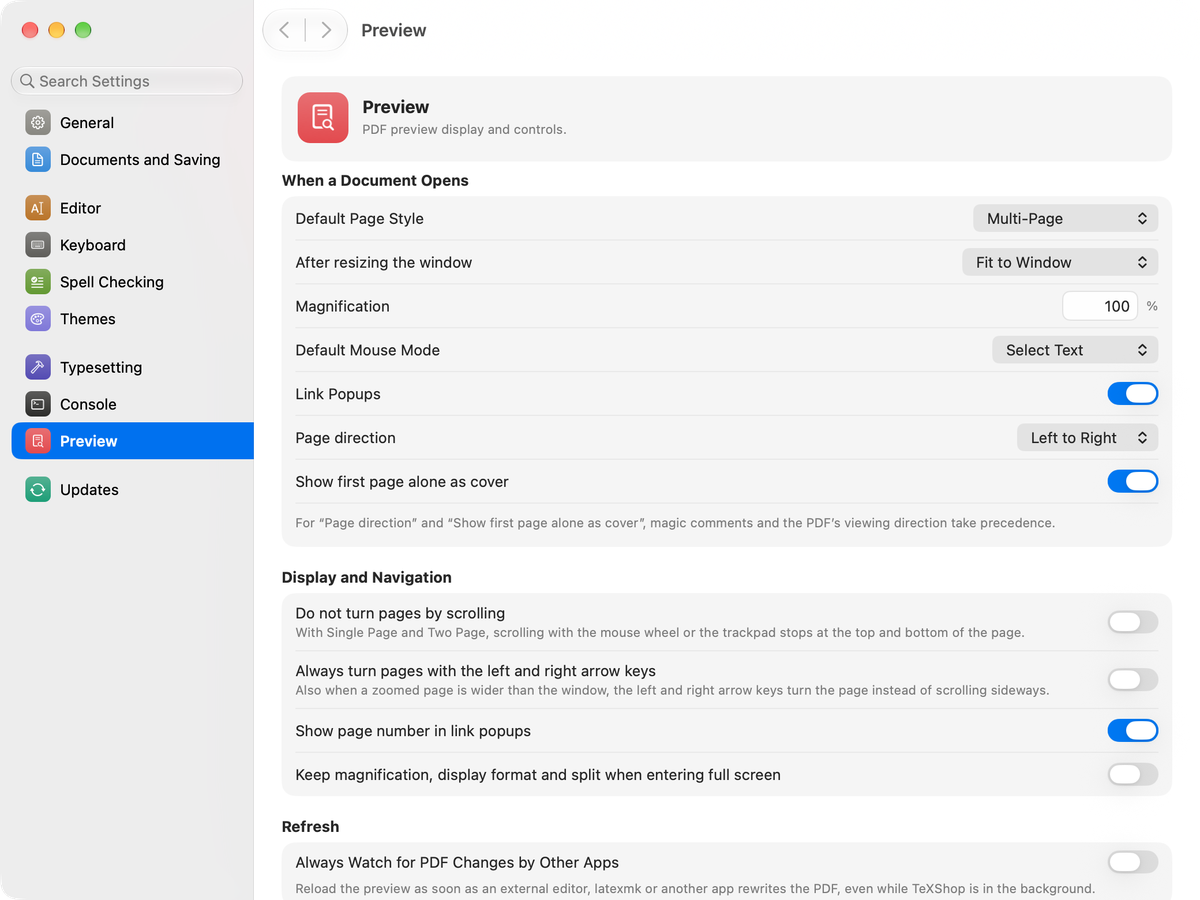 Preview
Search Settings
General
Documents and Saving
Editor
Keyboard
Spell Checking
Themes
Typesetting
Console
Preview
Updates
Preview
PDF preview display and controls.
When a Document Opens
Default Page Style
Multi-Page
After resizing the window
Fit to Window
Magnification
100 %
Default Mouse Mode
Select Text
Link Popups
Page direction
Left to Right
Show first page alone as cover
For “Page direction” and “Show first page alone as cover”, magic comments and the PDF’s viewing direction take precedence.
Display and Navigation
Do not turn pages by scrolling
With Single Page and Two Page, scrolling with the mouse wheel or the trackpad stops at the top and bottom of the page.
Always turn pages with the left and right arrow keys
Also when a zoomed page is wider than the window, the left and right arrow keys turn the page instead of scrolling sideways.
Show page number in link popups
Keep magnification, display format and split when entering full screen
Refresh
Always Watch for PDF Changes by Other Apps
Reload the preview as soon as an external editor, latexmk or another app rewrites the PDF, even while TeXShop is in the background.